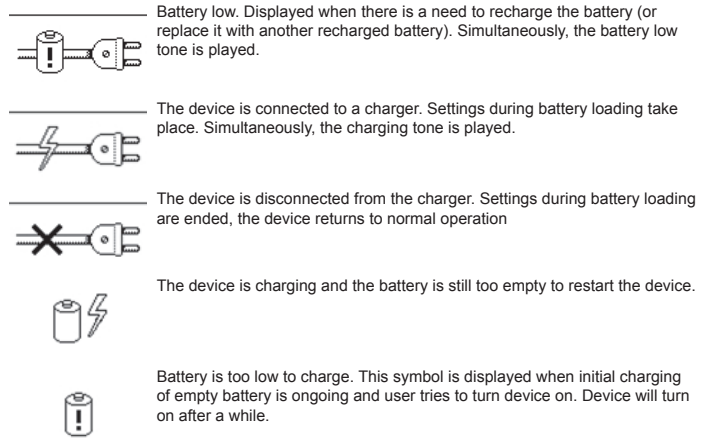 Battery low. Displayed when there is a need to recharge the battery (or
replace it with another recharged battery). Simultaneously, the battery low
tone is played.
The device is connected to a charger. Settings during battery loading take
place. Simultaneously, the charging tone is played.
The device is disconnected from the charger. Settings during battery loading
are ended, the device returns to normal operation
The device is charging and the battery is still too empty to restart the device.
Battery is too low to charge. This symbol is displayed when initial charging
of empty battery is ongoing and user tries to turn device on. Device will turn
on after a while.